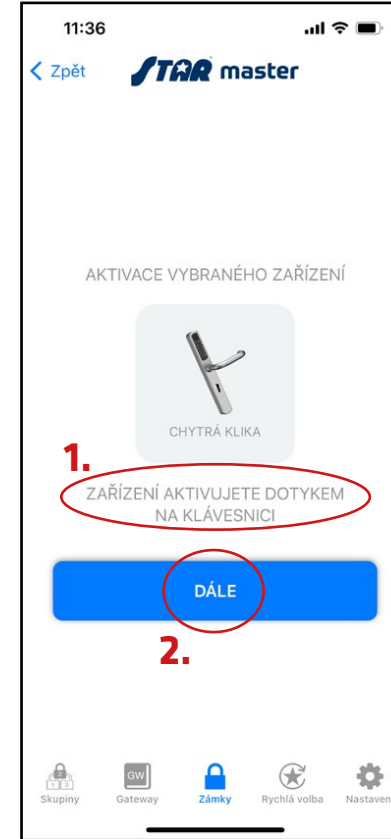 11:36
Zpět
STAR master
AKTIVACE VYBRANÉHO ZAŘÍZENÍ
CHYTRÁ KLIKA
1.
ZAŘÍZENÍ AKTIVUJETE DOTYKEM
NA KLÁVESNICI
DÁLE
2.
GW
Skupiny
Gateway
Zámky
Rychlá volba
Nastaven